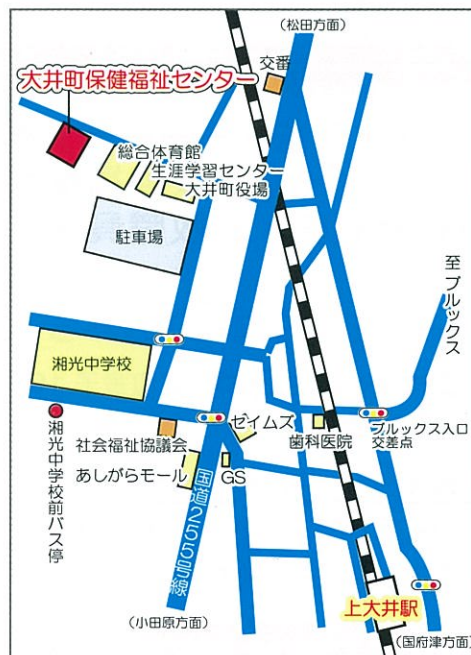 (松田方面)
交番
大井町保健福祉センター
総合体育館
生涯学習センター
大井町役場
駐車場
至ブルックス
湘光中学校
ブルックス入口
交差点
セイムズ
歯科医院
社会福祉協議会
あしがらモール
GS
湘光中学校前バス停
国道255号線
上大井駅
(小田原方面)
(国府津方面)